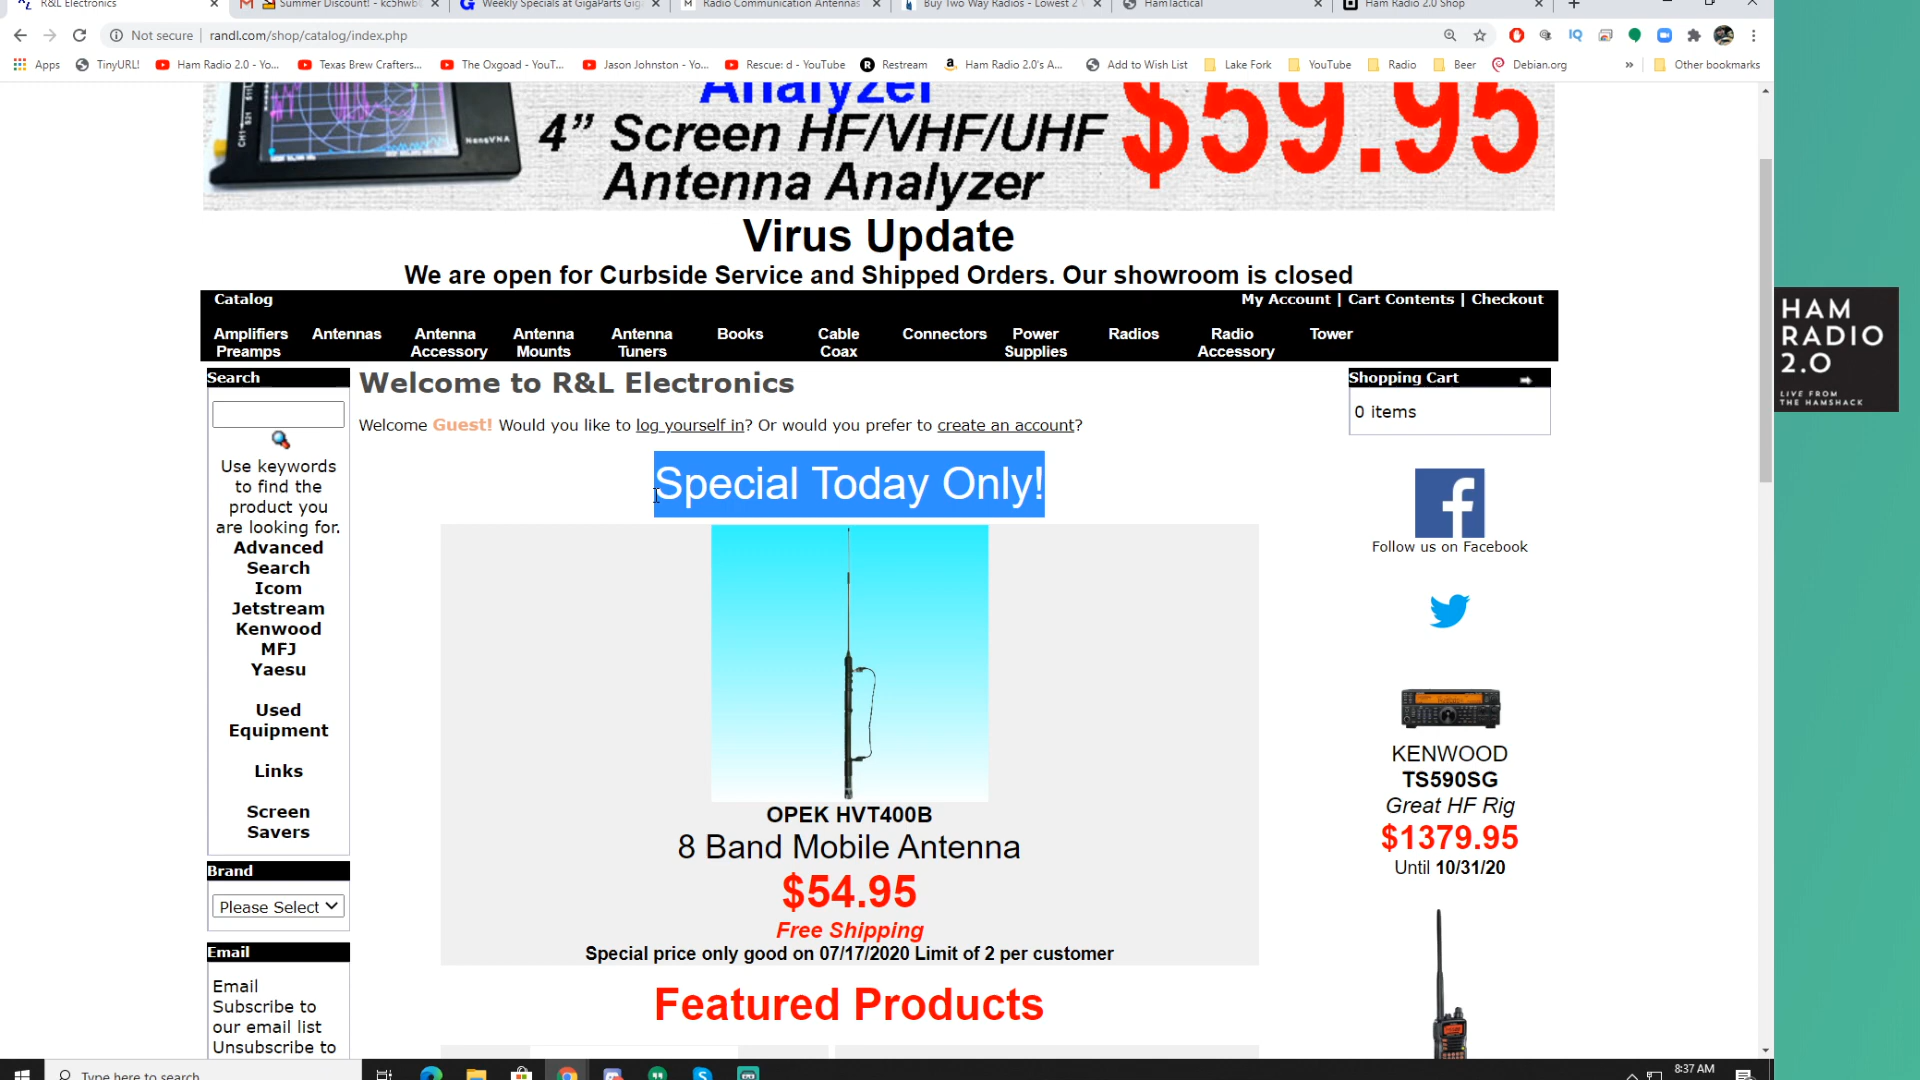 R&L Electronics
Summer Discount! - kc5hwb
Weekly Specials at GigaParts Gig
Radio Communication Antennas
Buy Two Way Radios - Lowest 2
HamTactical
Ham Radio 2.0 Shop
Not secure | randl.com/shop/catalog/index.php
Apps
TinyURL!
Ham Radio 2.0 - Yo...
Texas Brew Crafters...
The Oxgoad - YouT...
Jason Johnston - Yo...
Rescue: d - YouTube
Restream
Ham Radio 2.0's A...
Add to Wish List
Lake Fork
YouTube
Radio
Beer
Debian.org
»
Other bookmarks
Analyzer
4” Screen HF/VHF/UHF
Antenna Analyzer
$59.95
NanoVNA
Virus Update
We are open for Curbside Service and Shipped Orders. Our showroom is closed
Catalog
My Account | Cart Contents | Checkout
Amplifiers Preamps
Antennas
Antenna Accessory
Antenna Mounts
Antenna Tuners
Books
Cable Coax
Connectors
Power Supplies
Radios
Radio Accessory
Tower
Search
Use keywords
to find the
product you
are looking for.
Advanced
Search
Icom
Jetstream
Kenwood
MFJ
Yaesu
Used
Equipment
Links
Screen
Savers
Brand
Please Select
Email
Email
Subscribe to
our email list
Unsubscribe to
Welcome to R&L Electronics
Welcome Guest! Would you like to log yourself in? Or would you prefer to create an account?
Special Today Only!
OPEK HVT400B
8 Band Mobile Antenna
$54.95
Free Shipping
Special price only good on 07/17/2020 Limit of 2 per customer
Featured Products
Shopping Cart
0 items
Follow us on Facebook
KENWOOD
TS590SG
Great HF Rig
$1379.95
Until 10/31/20
HAM
RADIO
2.0
LIVE FROM
THE HAMSHACK
Type here to search
8:37 AM